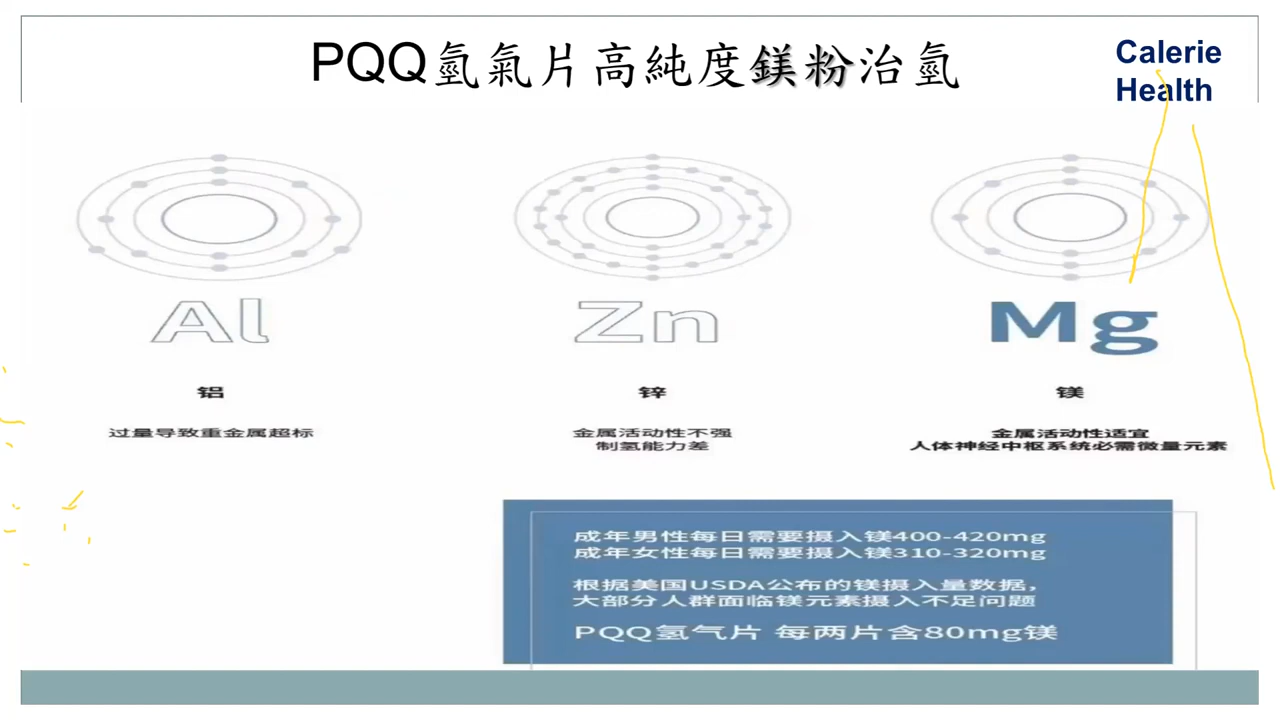 PQQ氫氣片高純度鎂粉治氫
Calerie
Health
Al
Zn
Mg
铝
锌
镁
过量导致重金属超标
金属活动性不强
制氢能力差
金属活动性适宜
人体神经中枢系统必需微量元素
成年男性每日需要摄入镁400-420mg
成年女性每日需要摄入镁310-320mg
根据美国USDA公布的镁摄入量数据，
大部分人群面临镁元素摄入不足问题
PQQ氢气片 每两片含80mg镁